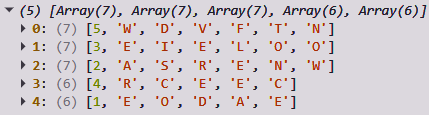 ▼ (5) [Array(7), Array(7), Array(7), Array(6), Array(6)]
▶ 0: (7) [5, 'W', 'D', 'V', 'F', 'T', 'N']
▶ 1: (7) [3, 'E', 'I', 'E', 'L', 'O', 'O']
▶ 2: (7) [2, 'A', 'S', 'R', 'E', 'N', 'W']
▶ 3: (6) [4, 'R', 'C', 'E', 'E', 'C']
▶ 4: (6) [1, 'E', 'O', 'D', 'A', 'E']